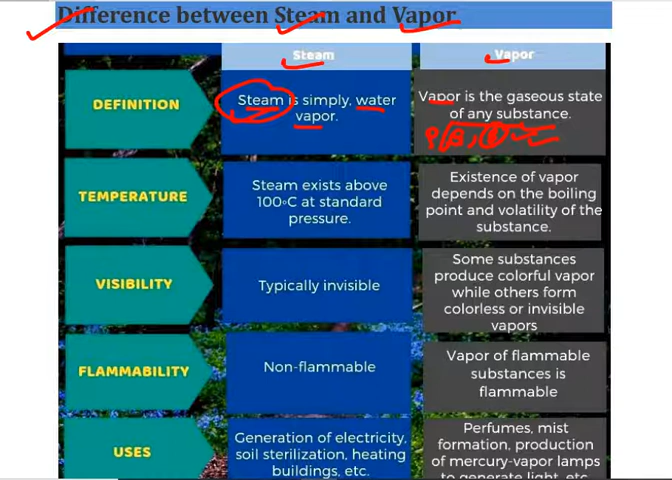 Difference between Steam and Vapor
Steam
Vapor
DEFINITION
Steam is simply, water
vapor.
Vapor is the gaseous state
of any substance.
TEMPERATURE
Steam exists above
100◦C at standard
pressure.
Existence of vapor
depends on the boiling
point and volatility of the
substance.
VISIBILITY
Typically invisible
Some substances
produce colorful vapor
while others form
colorless or invisible
vapors
FLAMMABILITY
Non-flammable
Vapor of flammable
substances is
flammable
USES
Generation of electricity,
soil sterilization, heating
buildings, etc.
Perfumes, mist
formation, production
of mercury-vapor lamps
to generate light, etc